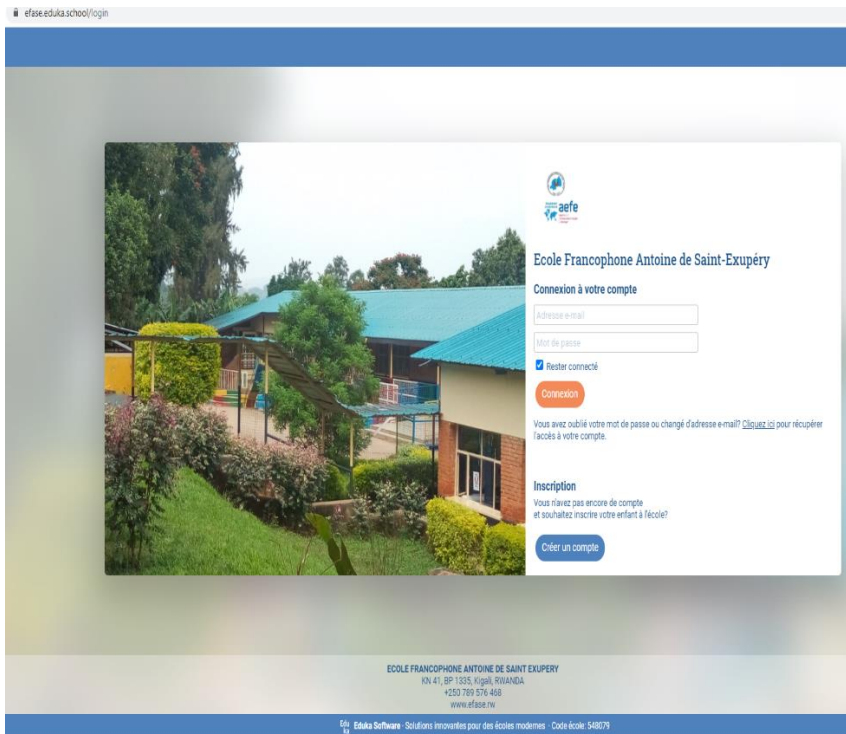 efase.eduka.school/login
aefe
Ecole Francophone Antoine de Saint-Exupéry
Connexion à votre compte
Adresse e-mail
Mot de passe
Rester connecté
Connexion
Vous avez oublié votre mot de passe ou changé d'adresse e-mail? Cliquez ici pour récupérer
l'accès à votre compte.
Inscription
Vous n'avez pas encore de compte
et souhaitez inscrire votre enfant à l'école?
Créer un compte
ECOLE FRANCOPHONE ANTOINE DE SAINT EXUPERY
KN 41, BP 1335, Kigali, RWANDA
+250 789 576 468
www.efase.rw
Edu
ka
Eduka Software - Solutions innovantes pour des écoles modernes - Code école: 548079